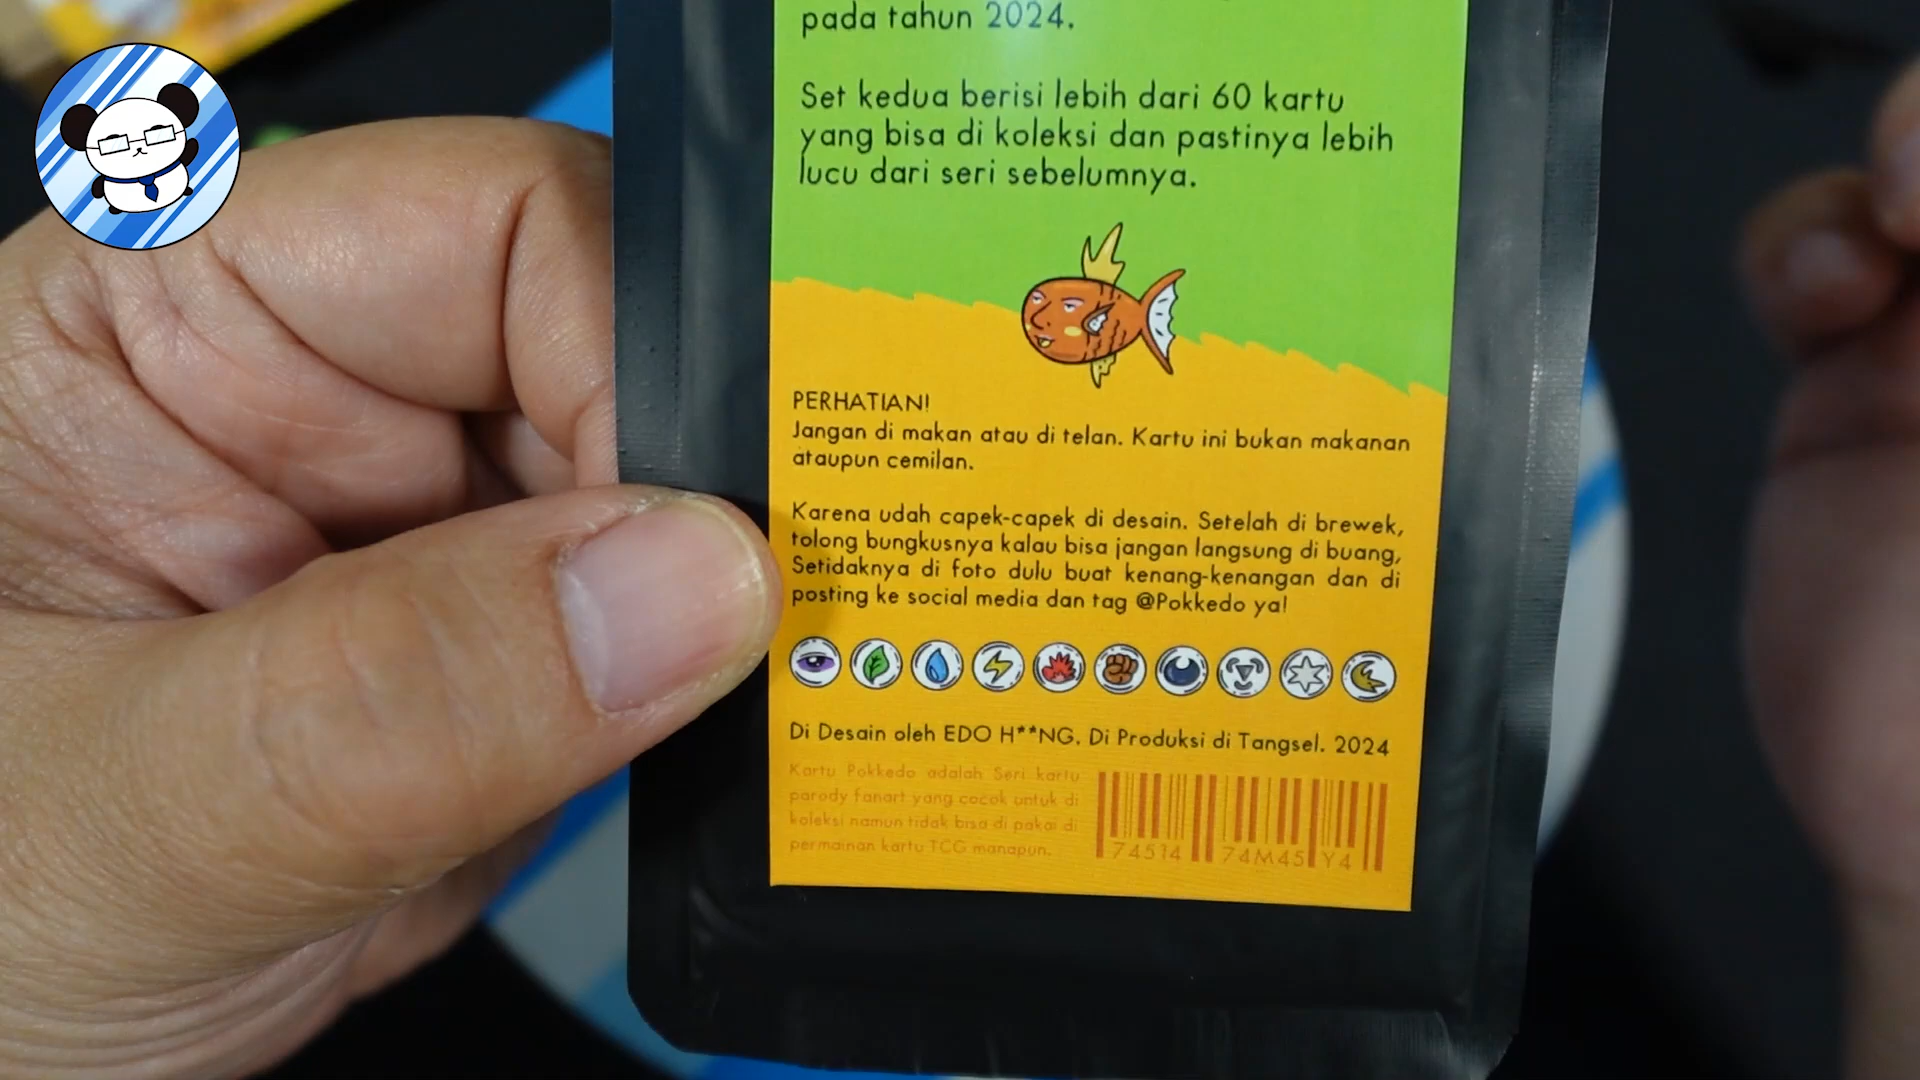 pada tahun 2024.
Set kedua berisi lebih dari 60 kartu
yang bisa di koleksi dan pastinya lebih
lucu dari seri sebelumnya.
PERHATIAN!
Jangan di makan atau di telan. Kartu ini bukan makanan
ataupun cemilan.
Karena udah capek-capek di desain. Setelah di brewek,
tolong bungkusnya kalau bisa jangan langsung di buang,
Setidaknya di foto dulu buat kenang-kenangan dan di
posting ke social media dan tag @Pokkedo ya!
Di Desain oleh EDO H**NG. Di Produksi di Tangsel. 2024
Kartu Pokkedo adalah Seri kartu
parody fanart yang cocok untuk di
koleksi namun tidak bisa di pakai di
permainan kartu TCG manapun.
74514 74M45 Y4